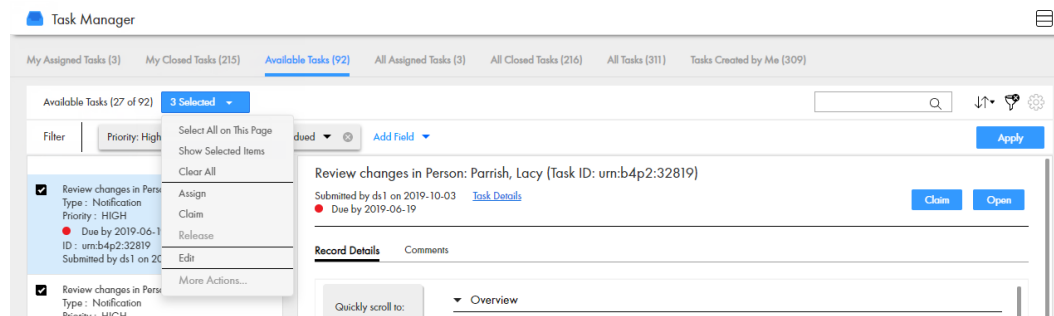 Task Manager
My Assigned Tasks (3) My Closed Tasks (215) Available Tasks (92) All Assigned Tasks (3) All Closed Tasks (216) All Tasks (311) Tasks Created by Me (309)
Available Tasks (27 of 92) 3 Selected
Filter Priority: High dued Add Field Apply
Select All on This Page
Show Selected Items
Clear All
Assign
Claim
Release
Edit
More Actions...
Review changes in Perso
Type : Notification
Priority : HIGH
Due by 2019-06-1
ID : urn:b4p2:32819
Submitted by ds1 on 20
Review changes in Perso
Type : Notification
Priority : HIGH
Review changes in Person: Parrish, Lacy (Task ID: urn:b4p2:32819)
Submitted by ds1 on 2019-10-03 Task Details
Due by 2019-06-19
Claim Open
Record Details Comments
Quickly scroll to: Overview